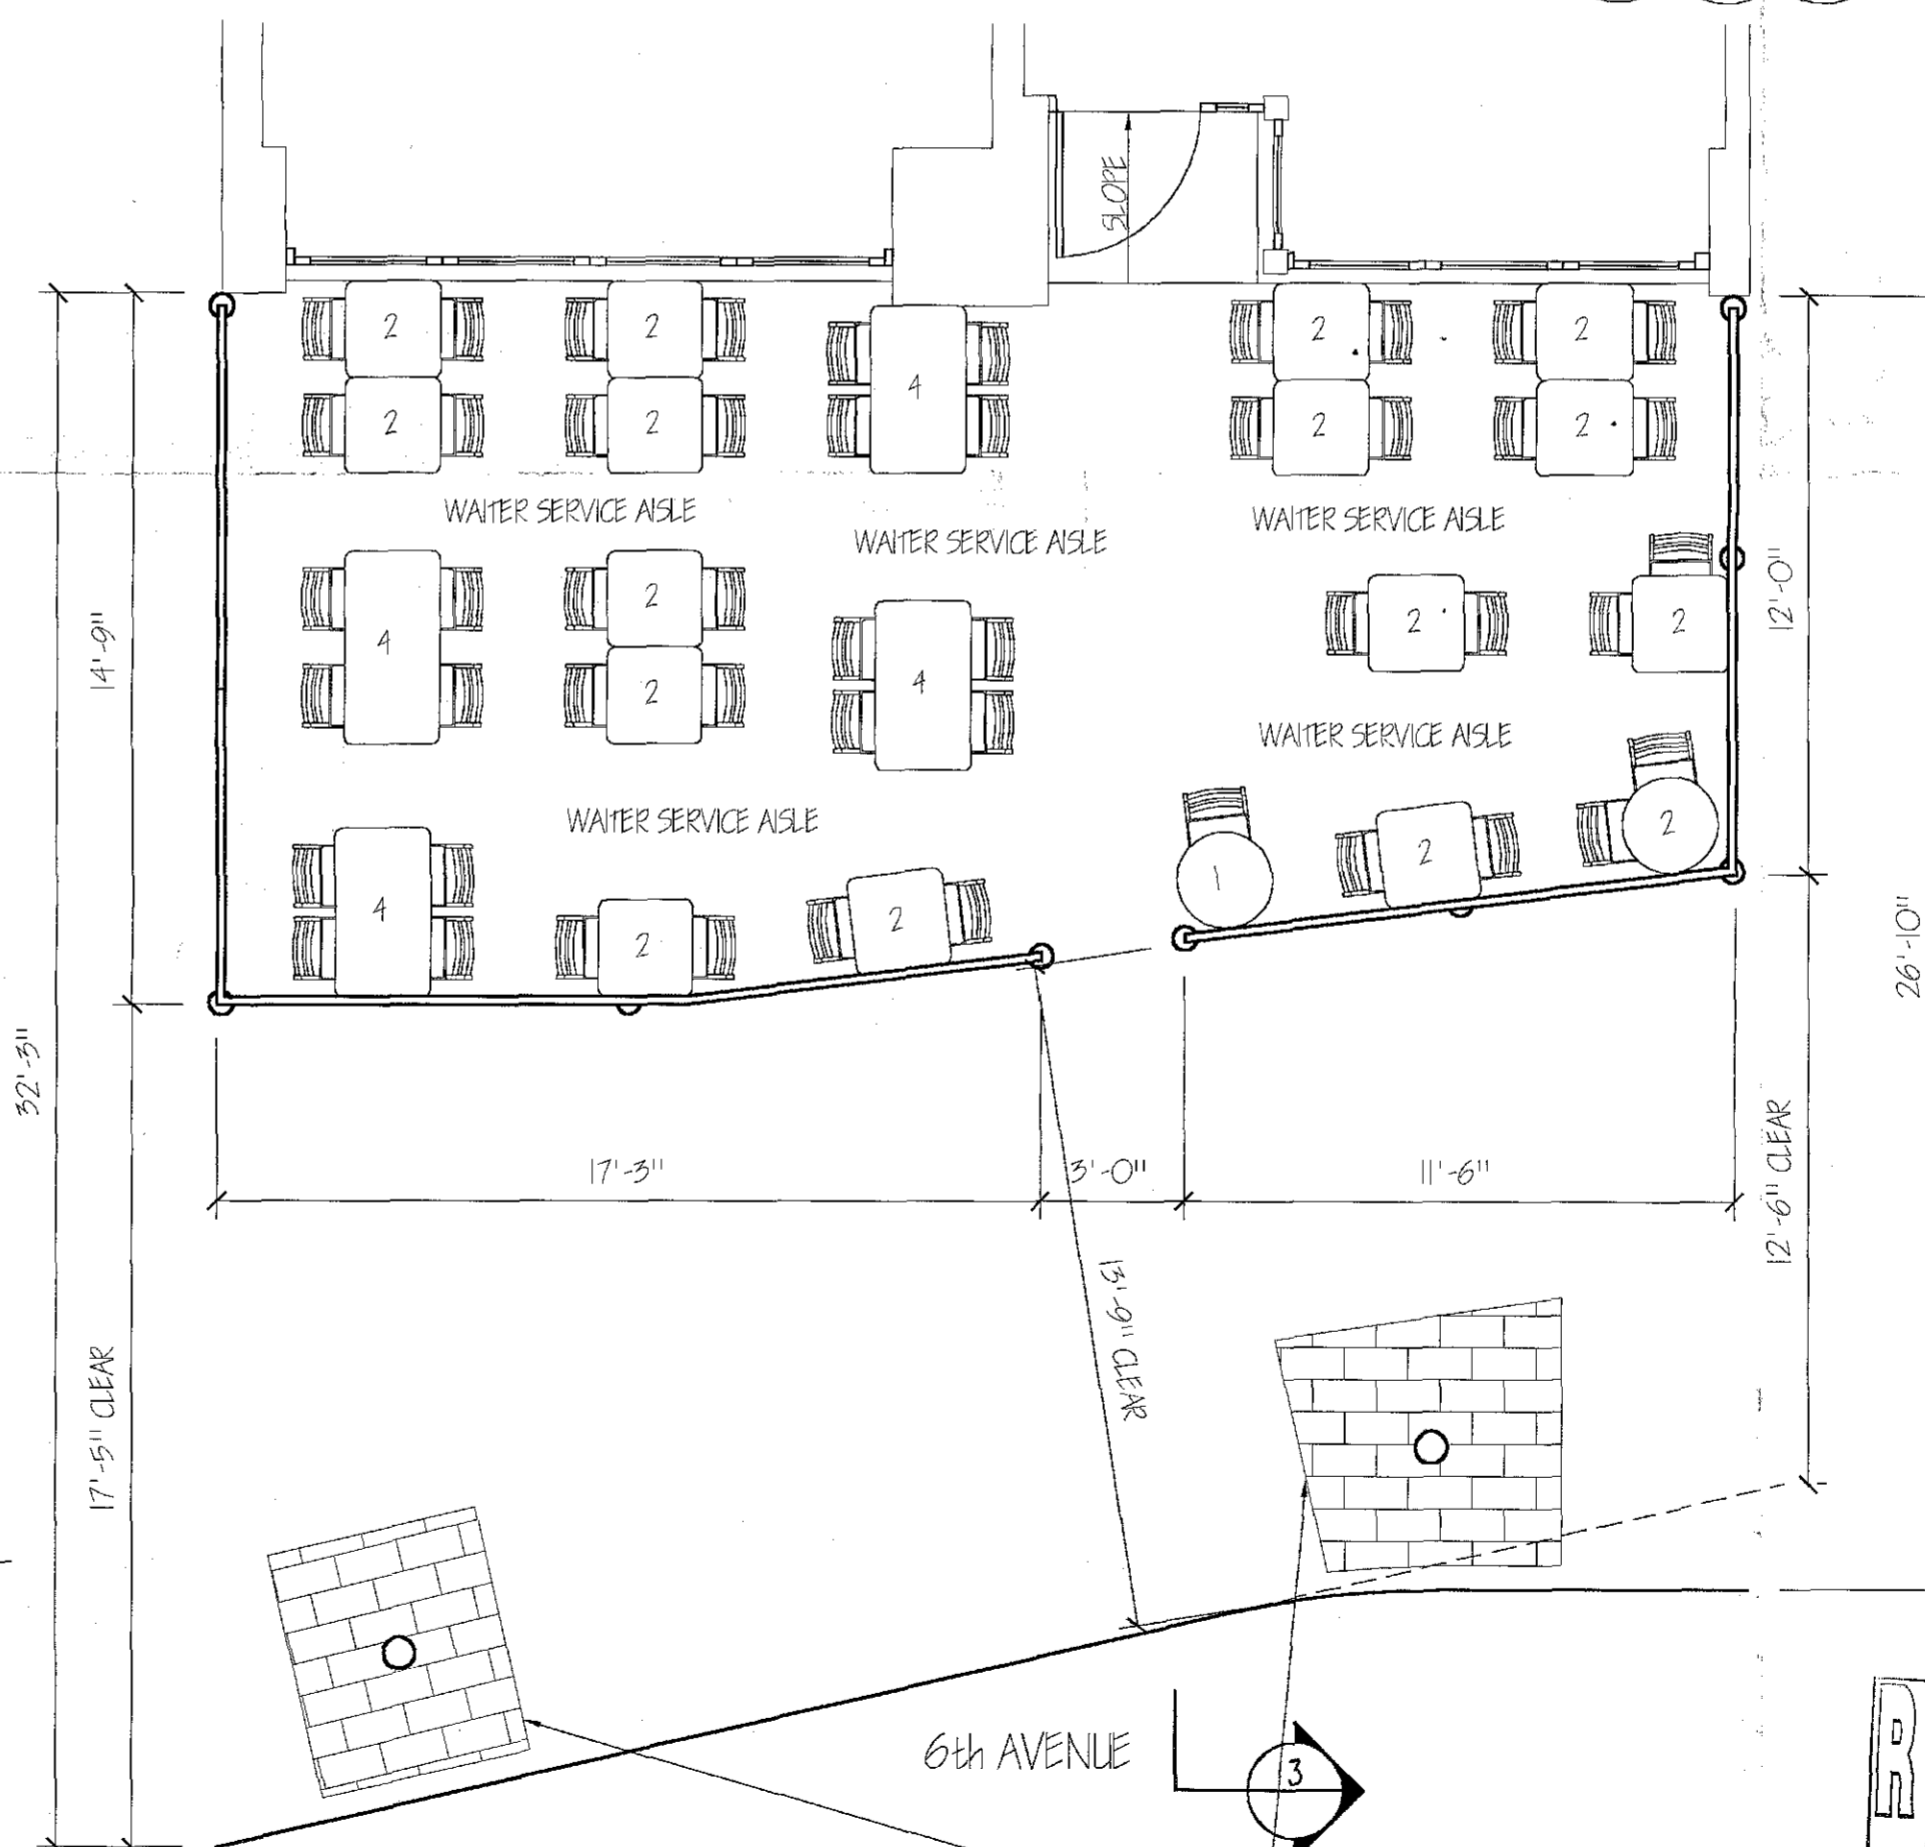 SLOPE
2 2 2 2
4
2 2 2 2
WAITER SERVICE AISLE
WAITER SERVICE AISLE
WAITER SERVICE AISLE
2 2 2
4
4
2
14'-9"
12'-0"
WAITER SERVICE AISLE
WAITER SERVICE AISLE
2
2
1
4
2
2
26'-10"
32'-3"
17'-3"
3'-0"
11'-6"
12'-6" CLEAR
13'-9" CLEAR
17'-5" CLEAR
6th AVENUE
3
R